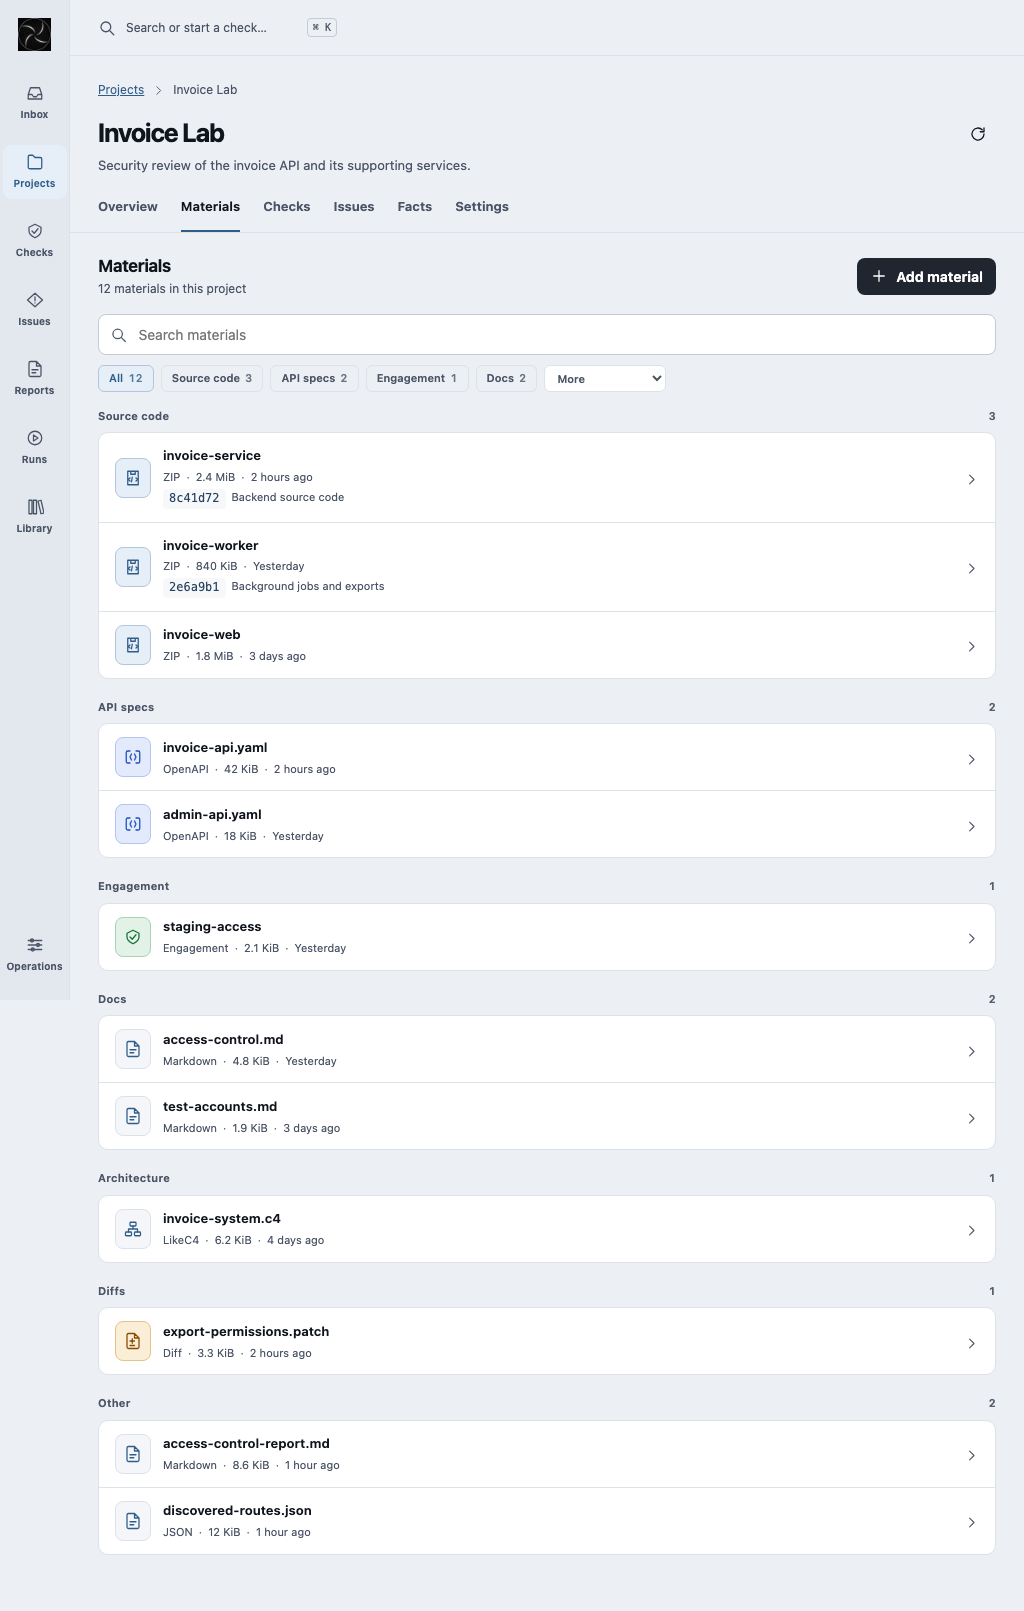 Search or start a check...
⌘ K
Inbox
Projects
Checks
Issues
Reports
Runs
Library
Operations
Projects > Invoice Lab
Invoice Lab
Security review of the invoice API and its supporting services.
Overview Materials Checks Issues Facts Settings
Materials
12 materials in this project
+ Add material
Search materials
All 12 Source code 3 API specs 2 Engagement 1 Docs 2 More
Source code 3
invoice-service
ZIP · 2.4 MiB · 2 hours ago
8c41d72 Backend source code
invoice-worker
ZIP · 840 KiB · Yesterday
2e6a9b1 Background jobs and exports
invoice-web
ZIP · 1.8 MiB · 3 days ago
API specs 2
invoice-api.yaml
OpenAPI · 42 KiB · 2 hours ago
admin-api.yaml
OpenAPI · 18 KiB · Yesterday
Engagement 1
staging-access
Engagement · 2.1 KiB · Yesterday
Docs 2
access-control.md
Markdown · 4.8 KiB · Yesterday
test-accounts.md
Markdown · 1.9 KiB · 3 days ago
Architecture 1
invoice-system.c4
LikeC4 · 6.2 KiB · 4 days ago
Diffs 1
export-permissions.patch
Diff · 3.3 KiB · 2 hours ago
Other 2
access-control-report.md
Markdown · 8.6 KiB · 1 hour ago
discovered-routes.json
JSON · 12 KiB · 1 hour ago